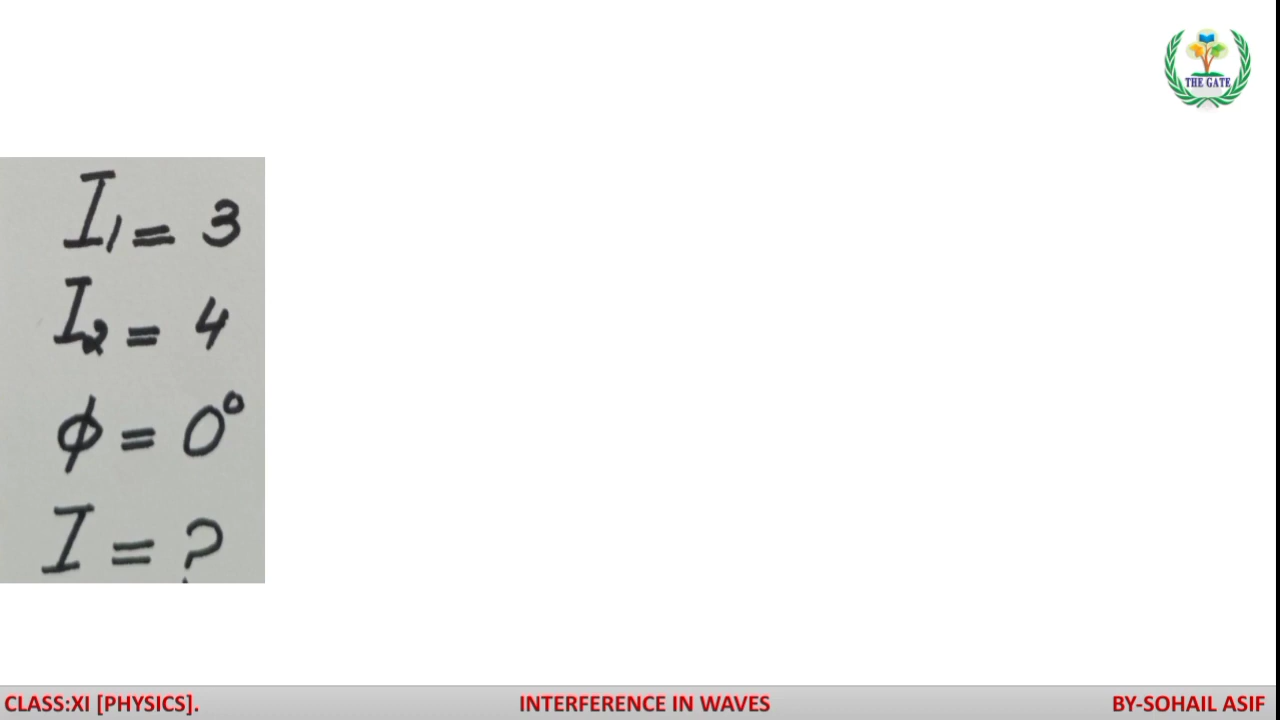 THE GATE
I₁ = 3
I₂ = 4
ϕ = 0°
I = ?
CLASS:XI [PHYSICS].
INTERFERENCE IN WAVES
BY-SOHAIL ASIF